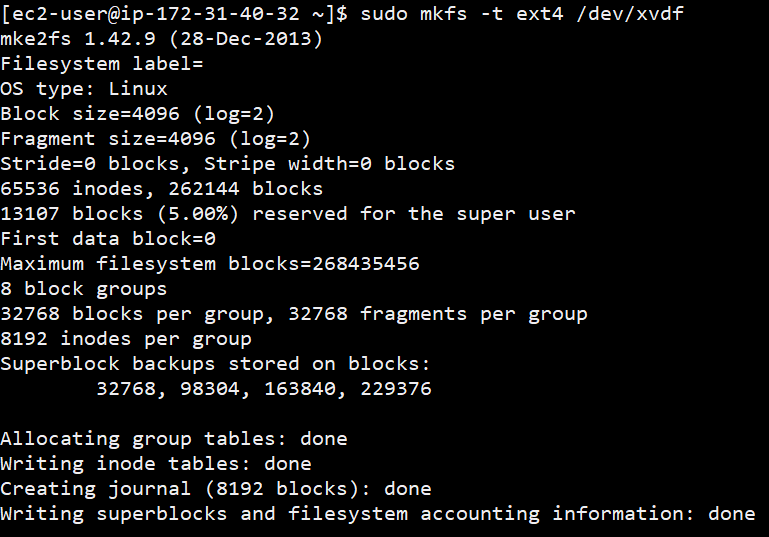 [ec2-user@ip-172-31-40-32 ~]$ sudo mkfs -t ext4 /dev/xvdf
mke2fs 1.42.9 (28-Dec-2013)
Filesystem label=
OS type: Linux
Block size=4096 (log=2)
Fragment size=4096 (log=2)
Stride=0 blocks, Stripe width=0 blocks
65536 inodes, 262144 blocks
13107 blocks (5.00%) reserved for the super user
First data block=0
Maximum filesystem blocks=268435456
8 block groups
32768 blocks per group, 32768 fragments per group
8192 inodes per group
Superblock backups stored on blocks:
        32768, 98304, 163840, 229376

Allocating group tables: done
Writing inode tables: done
Creating journal (8192 blocks): done
Writing superblocks and filesystem accounting information: done